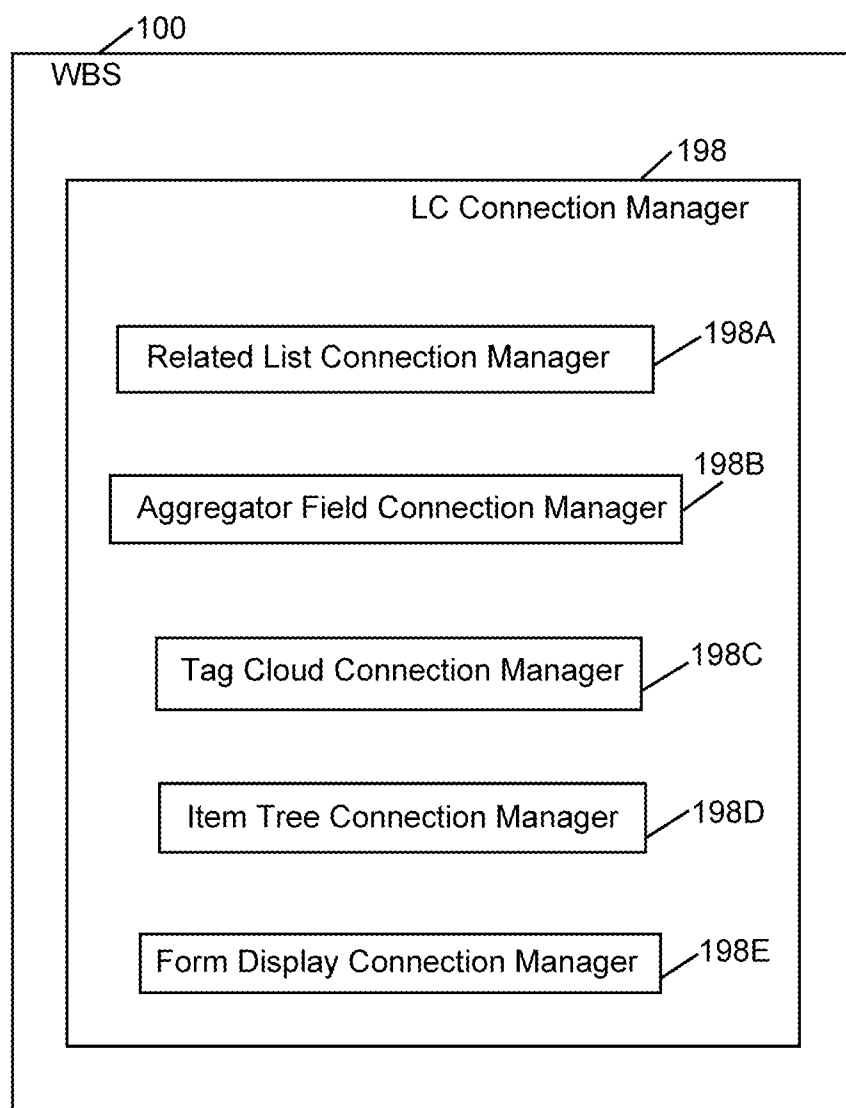 100
WBS
198
LC Connection Manager
198A
Related List Connection Manager
198B
Aggregator Field Connection Manager
198C
Tag Cloud Connection Manager
198D
Item Tree Connection Manager
198E
Form Display Connection Manager